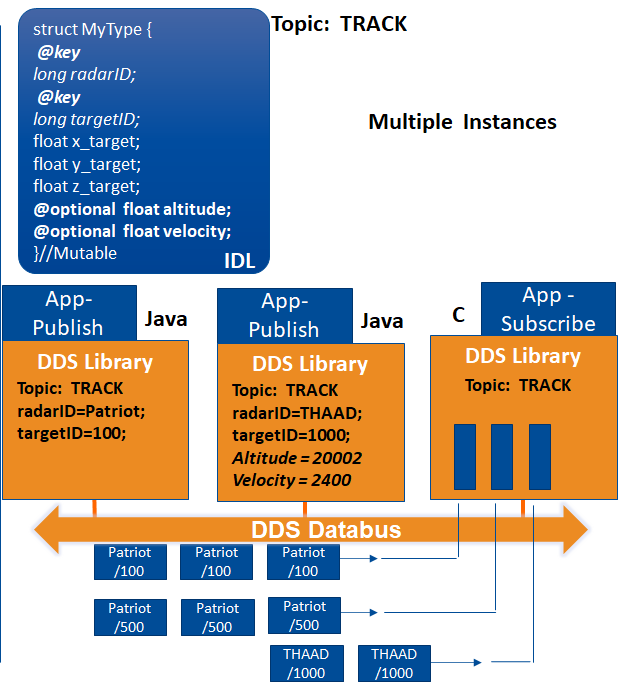 struct MyType {
@key
long radarID;
@key
long targetID;
float x_target;
float y_target;
float z_target;
@optional float altitude;
@optional float velocity;
}//Mutable
IDL
Topic: TRACK
Multiple Instances
App-
Publish
Java
DDS Library
Topic: TRACK
radarID=Patriot;
targetID=100;
App-
Publish
Java
DDS Library
Topic: TRACK
radarID=THAAD;
targetID=1000;
Altitude = 20002
Velocity = 2400
C
App -
Subscribe
DDS Library
Topic: TRACK
DDS Databus
Patriot
/100
Patriot
/100
Patriot
/100
Patriot
/500
Patriot
/500
Patriot
/500
THAAD
/1000
THAAD
/1000